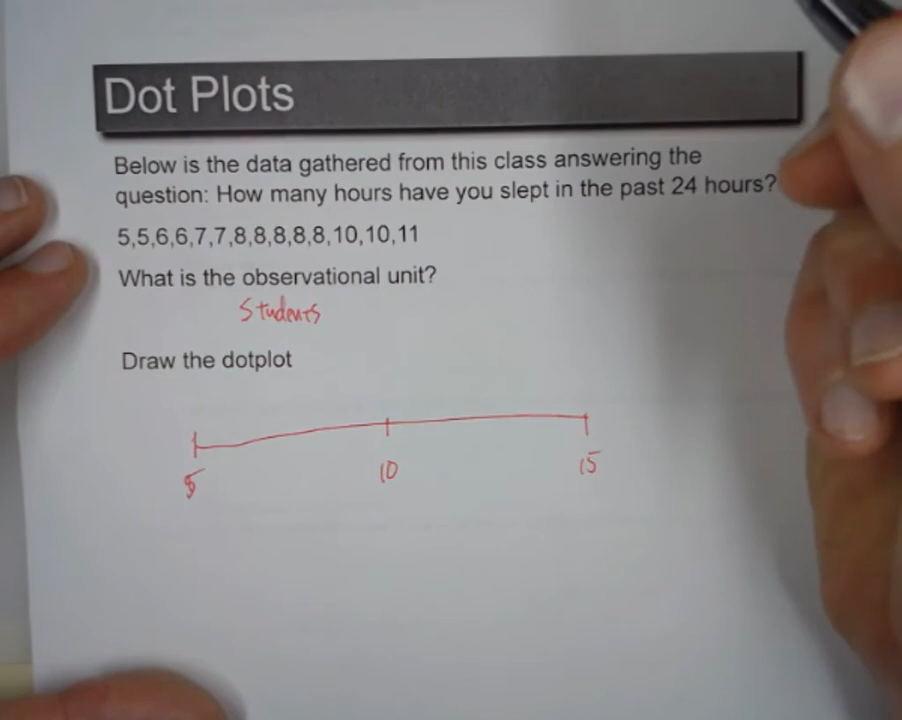 Dot Plots
Below is the data gathered from this class answering the
question: How many hours have you slept in the past 24 hours?
5,5,6,6,7,7,8,8,8,8,8,10,10,11
What is the observational unit?
Students
Draw the dotplot
5 10 15